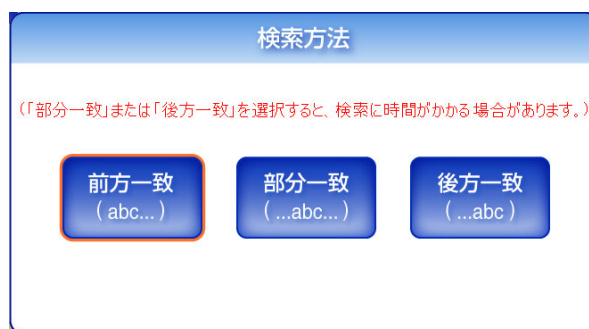 検索方法
(「部分一致」または「後方一致」を選択すると、検索に時間がかかる場合があります。)
前方一致
(abc...)
部分一致
(...abc...)
後方一致
(...abc)